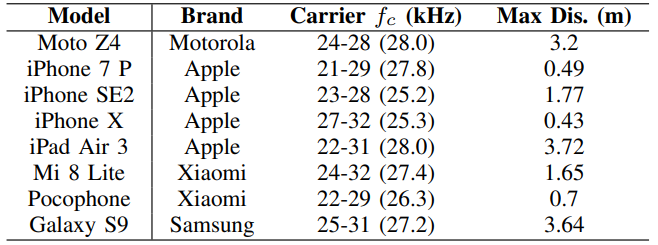 Model Brand Carrier fc (kHz) Max Dis. (m)
Moto Z4 Motorola 24-28 (28.0) 3.2
iPhone 7 P Apple 21-29 (27.8) 0.49
iPhone SE2 Apple 23-28 (25.2) 1.77
iPhone X Apple 27-32 (25.3) 0.43
iPad Air 3 Apple 22-31 (28.0) 3.72
Mi 8 Lite Xiaomi 24-32 (27.4) 1.65
Pocophone Xiaomi 22-29 (26.3) 0.7
Galaxy S9 Samsung 25-31 (27.2) 3.64